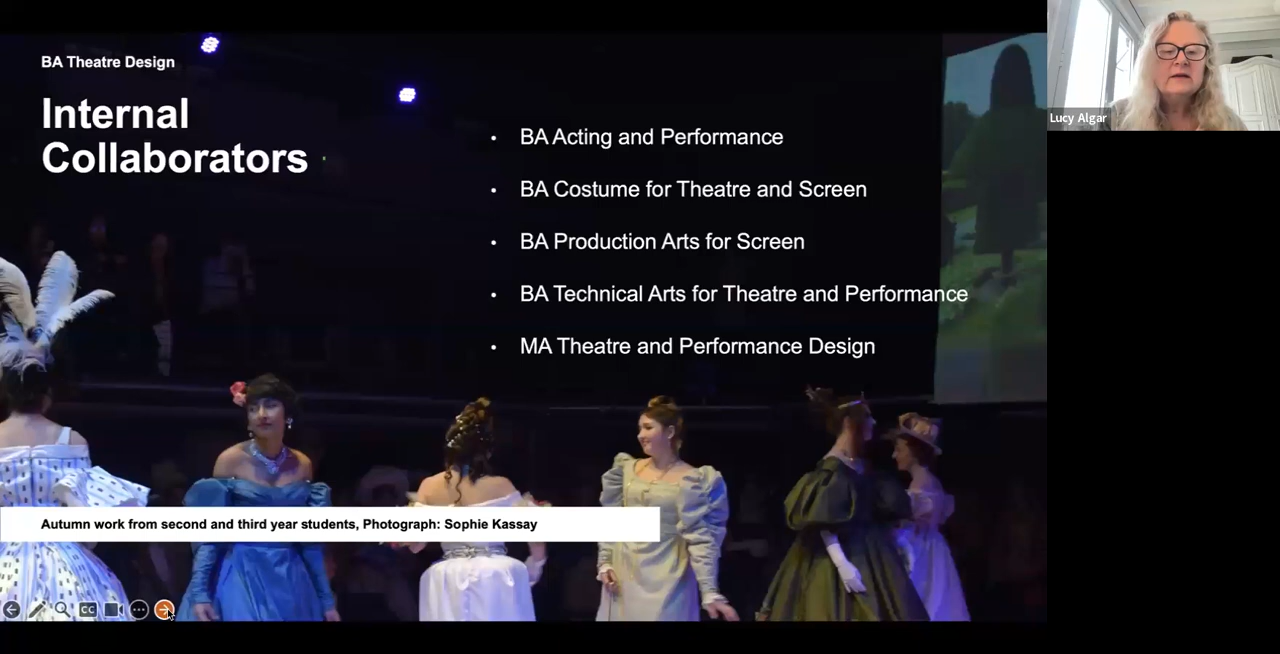 BA Theatre Design
Internal
Collaborators
• BA Acting and Performance
• BA Costume for Theatre and Screen
• BA Production Arts for Screen
• BA Technical Arts for Theatre and Performance
• MA Theatre and Performance Design
Autumn work from second and third year students, Photograph: Sophie Kassay
CC
Lucy Algar